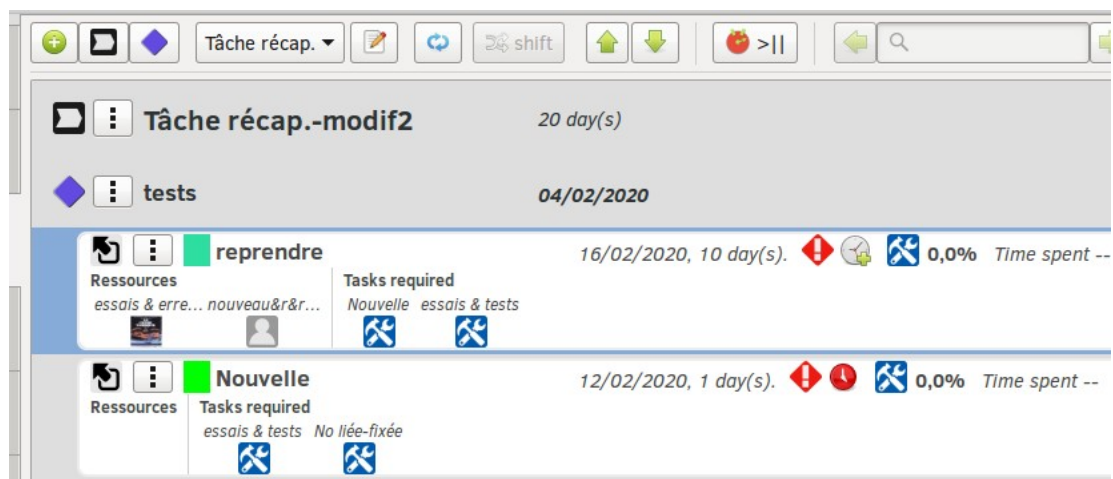 Tâche récap. shift >||
Tâche récap.-modif2 20 day(s)
tests 04/02/2020
reprendre 16/02/2020, 10 day(s). 0,0% Time spent --
Ressources Tasks required
essais & erre... nouveau&r&r... Nouvelle essais & tests
Nouvelle 12/02/2020, 1 day(s). 0,0% Time spent --
Ressources Tasks required
essais & tests No liée-fixée